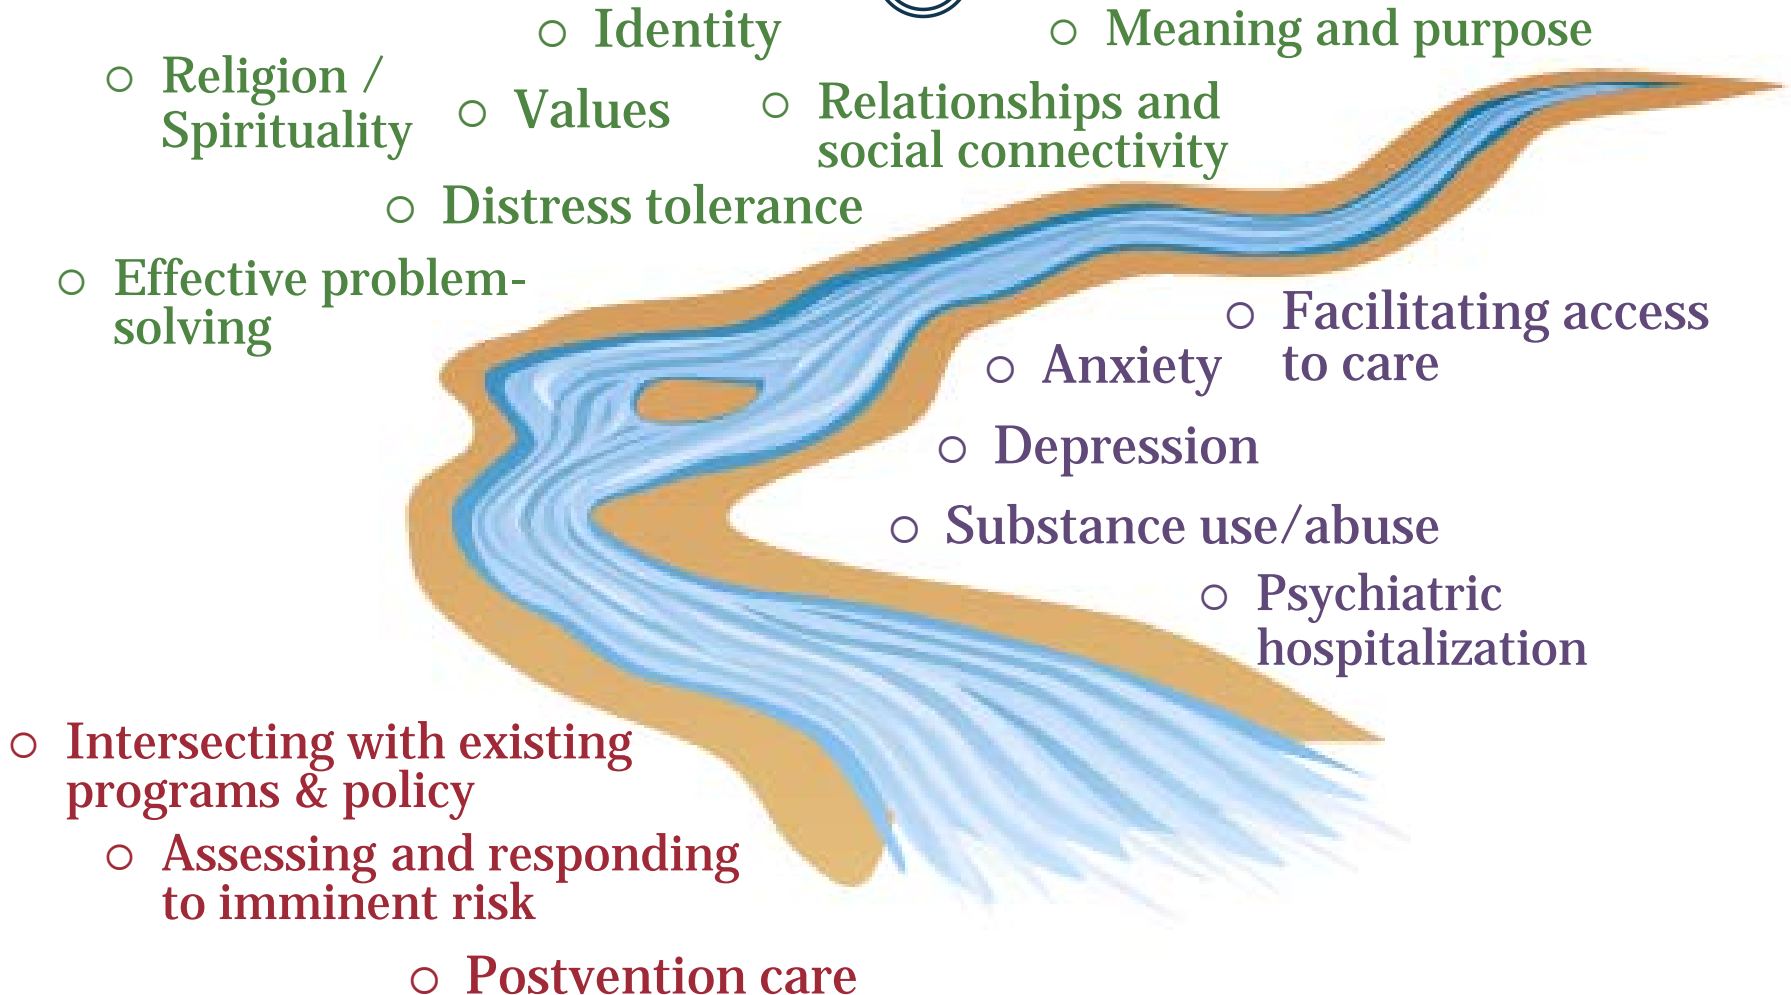 ○ Identity
○ Meaning and purpose
○ Religion /
Spirituality
○ Values
○ Relationships and
social connectivity
○ Distress tolerance
○ Effective problem-
solving
○ Facilitating access
to care
○ Anxiety
○ Depression
○ Substance use/abuse
○ Psychiatric
hospitalization
○ Intersecting with existing
programs & policy
○ Assessing and responding
to imminent risk
○ Postvention care